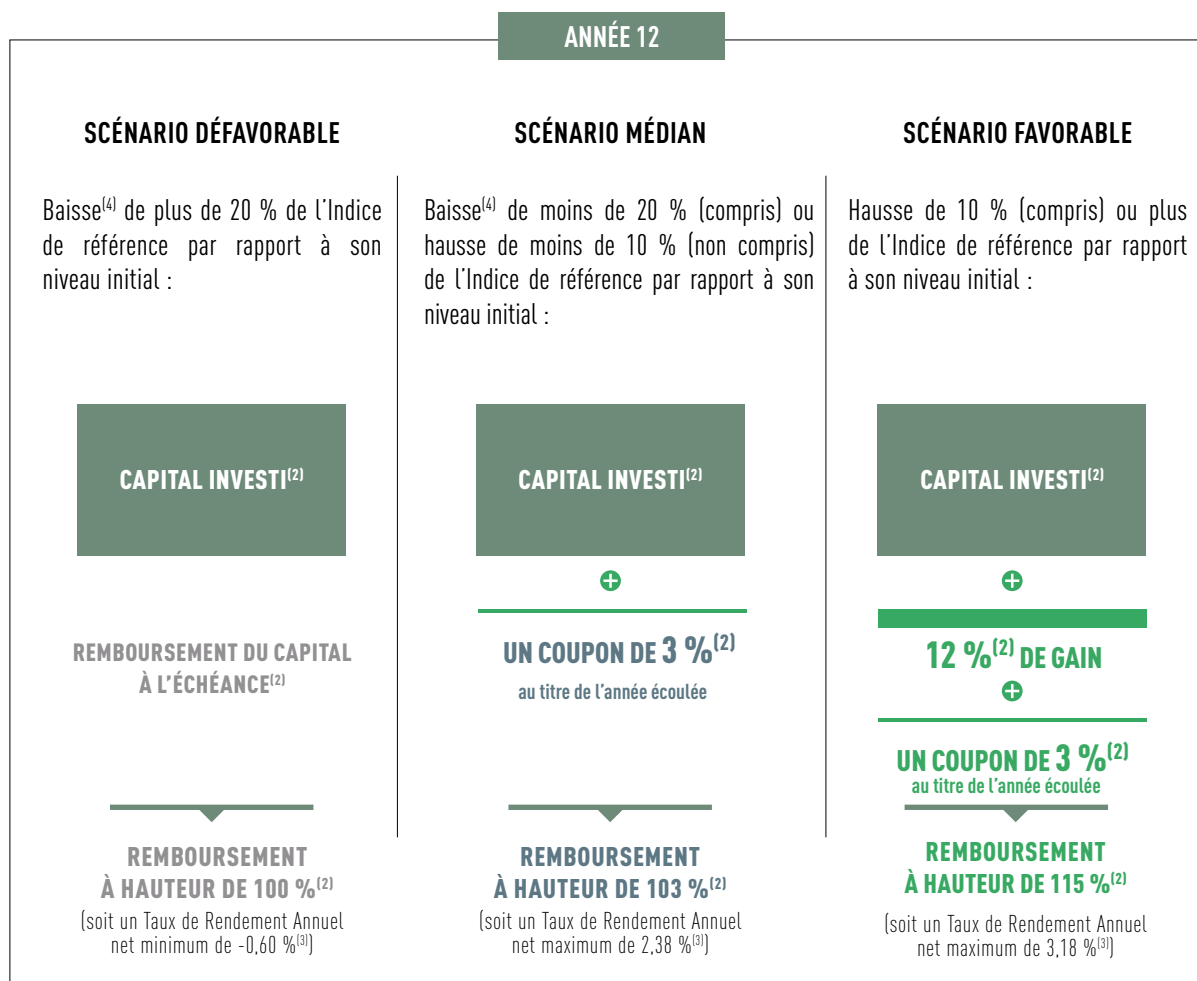 ANNÉE 12
SCÉNARIO DÉFAVORABLE
Baisse(4) de plus de 20 % de l'Indice
de référence par rapport à son
niveau initial :
CAPITAL INVESTI(2)
REMBOURSEMENT DU CAPITAL
À L'ÉCHÉANCE(2)
REMBOURSEMENT
À HAUTEUR DE 100 %(2)
(soit un Taux de Rendement Annuel
net minimum de -0,60 %(3))
SCÉNARIO MÉDIAN
Baisse(4) de moins de 20 % (compris) ou
hausse de moins de 10 % (non compris)
de l'Indice de référence par rapport à son
niveau initial :
CAPITAL INVESTI(2)
UN COUPON DE 3 %(2)
au titre de l'année écoulée
REMBOURSEMENT
À HAUTEUR DE 103 %(2)
(soit un Taux de Rendement Annuel
net maximum de 2,38 %(3))
SCÉNARIO FAVORABLE
Hausse de 10 % (compris) ou plus
de l'Indice de référence par rapport
à son niveau initial :
CAPITAL INVESTI(2)
12 %(2) DE GAIN
UN COUPON DE 3 %(2)
au titre de l'année écoulée
REMBOURSEMENT
À HAUTEUR DE 115 %(2)
(soit un Taux de Rendement Annuel
net maximum de 3,18 %(3))